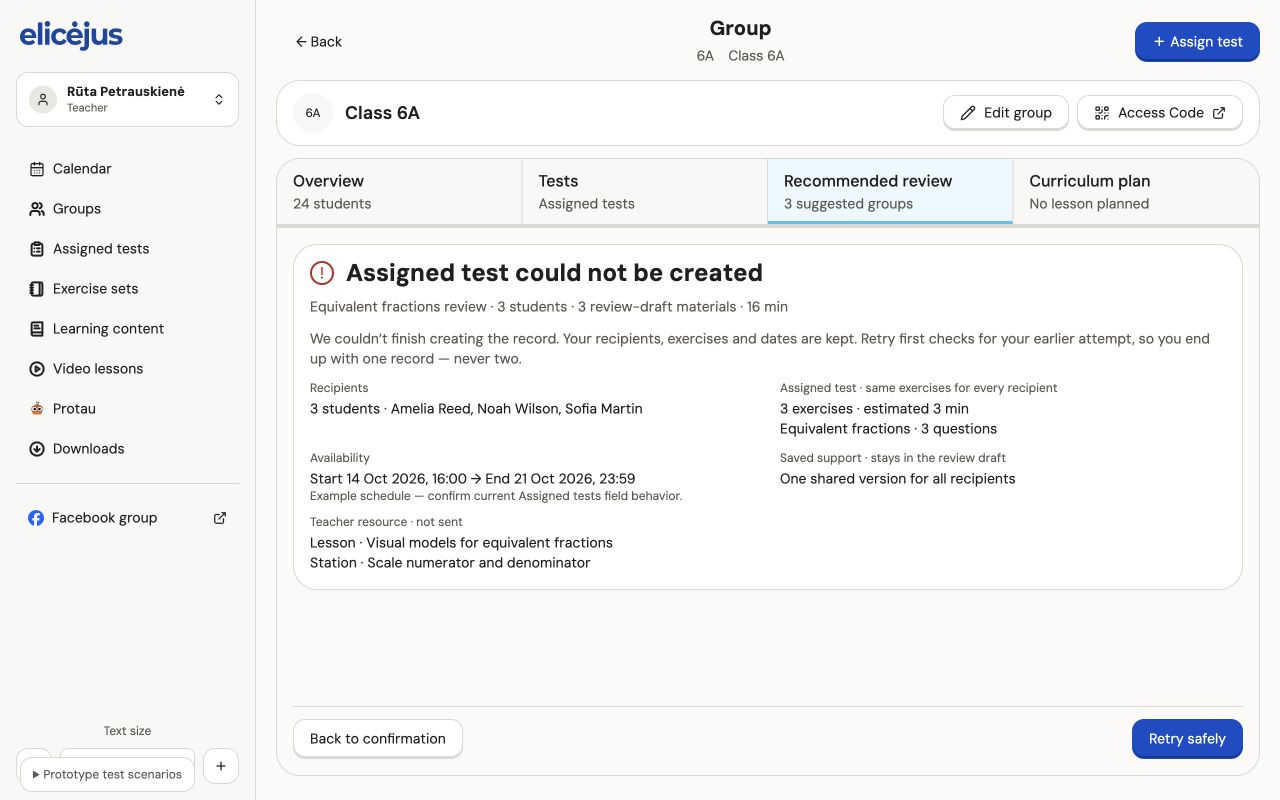 elicėjus
Rūta Petrauskienė
Teacher
Calendar
Groups
Assigned tests
Exercise sets
Learning content
Video lessons
Protau
Downloads
Facebook group
Text size
Prototype test scenarios
+
Back
Group
6A Class 6A
+ Assign test
6A Class 6A
Edit group
Access Code
Overview
24 students
Tests
Assigned tests
Recommended review
3 suggested groups
Curriculum plan
No lesson planned
Assigned test could not be created
Equivalent fractions review · 3 students · 3 review-draft materials · 16 min
We couldn't finish creating the record. Your recipients, exercises and dates are kept. Retry first checks for your earlier attempt, so you end
up with one record — never two.
Recipients
3 students · Amelia Reed, Noah Wilson, Sofia Martin
Assigned test · same exercises for every recipient
3 exercises · estimated 3 min
Equivalent fractions · 3 questions
Availability
Start 14 Oct 2026, 16:00 → End 21 Oct 2026, 23:59
Example schedule — confirm current Assigned tests field behavior.
Saved support · stays in the review draft
One shared version for all recipients
Teacher resource · not sent
Lesson · Visual models for equivalent fractions
Station · Scale numerator and denominator
Back to confirmation
Retry safely